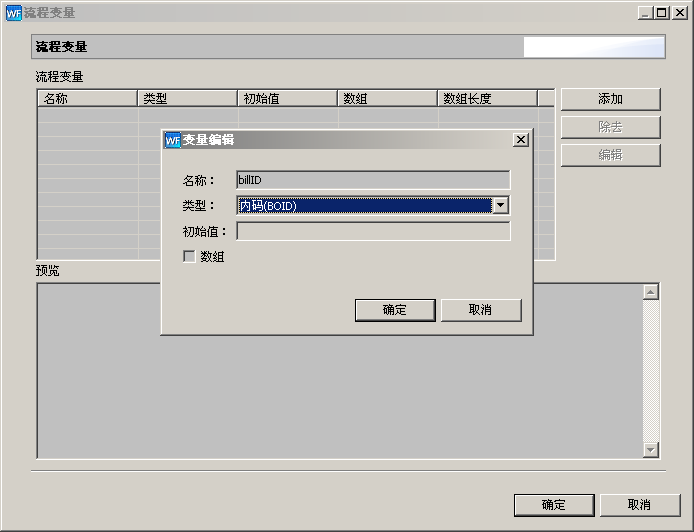 WF 流程变量
流程变量
流程变量
名称 类型 初始值 数组 数组长度
添加
除去
编辑
WF 变量编辑
名称： billID
类型： 内码(BOID)
初始值：
数组
确定 取消
预览
确定 取消